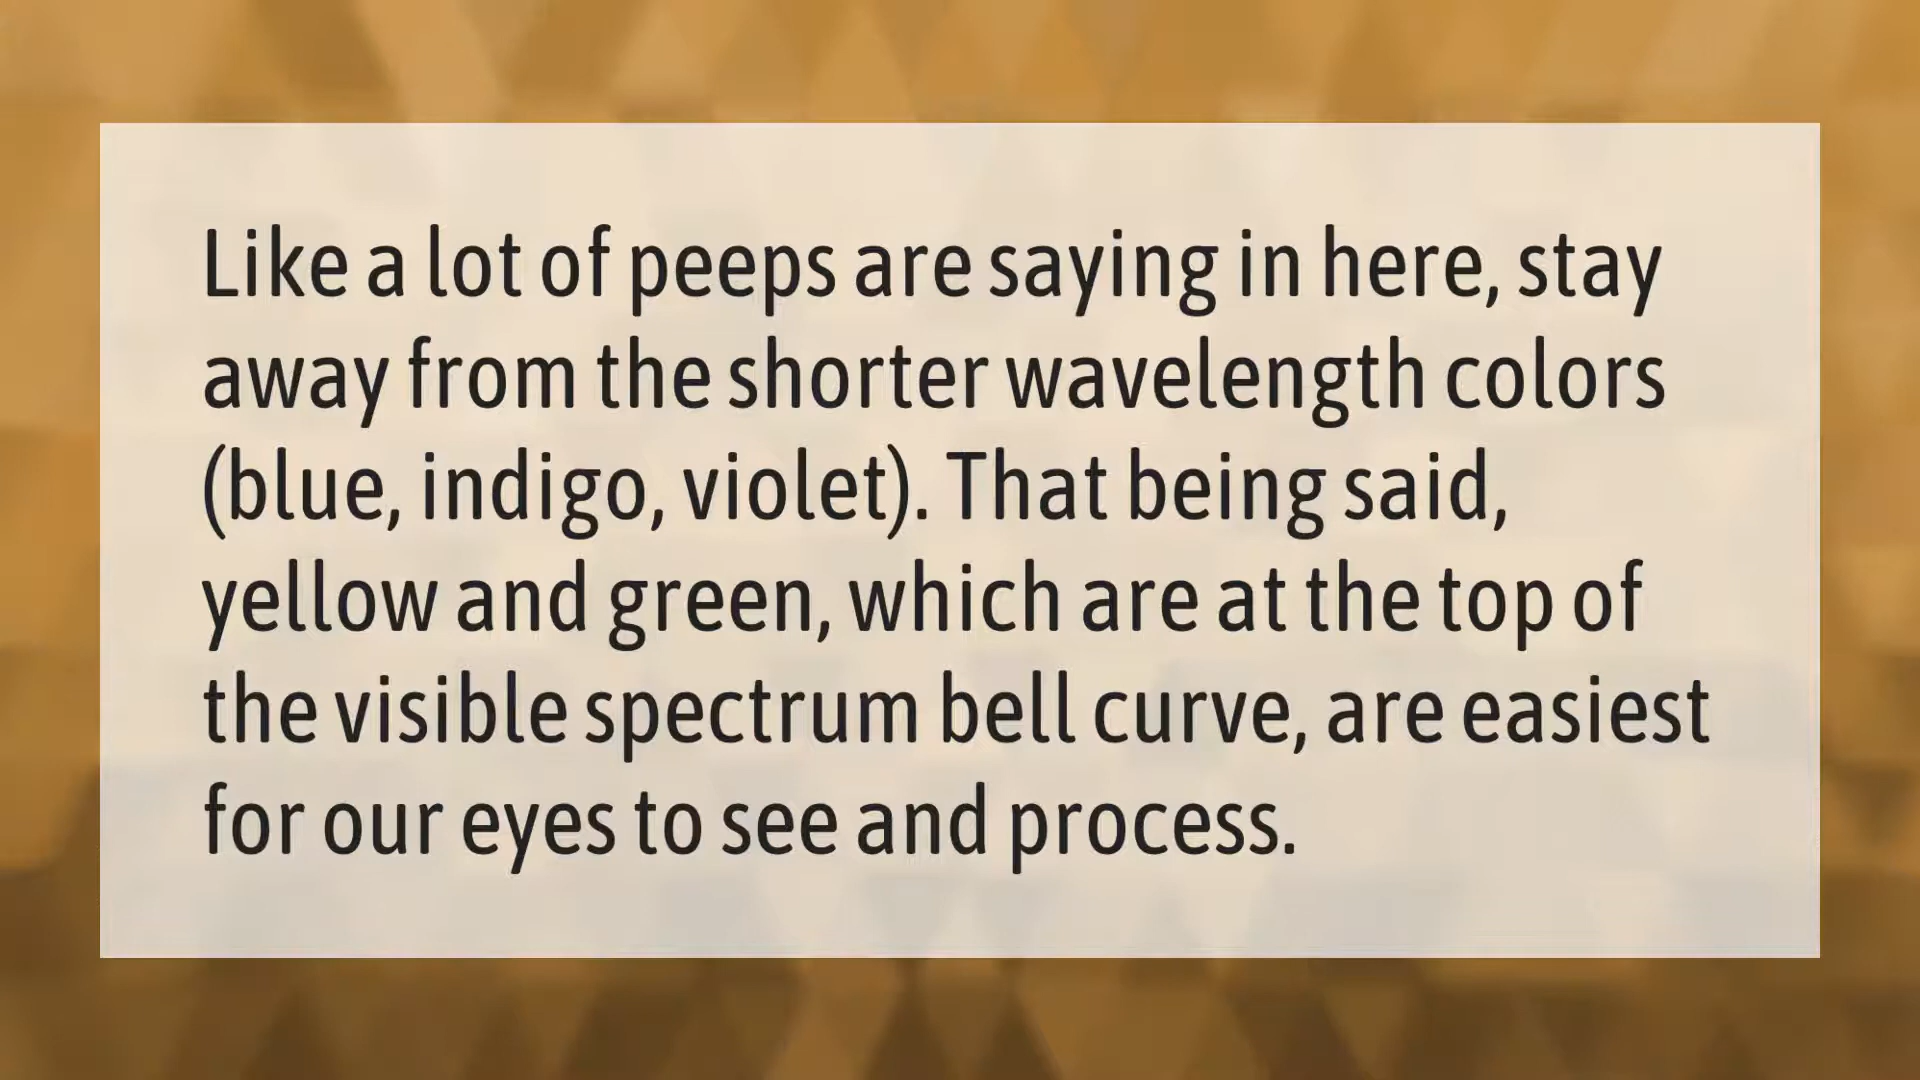 Like a lot of peeps are saying in here, stay
away from the shorter wavelength colors
(blue, indigo, violet). That being said,
yellow and green, which are at the top of
the visible spectrum bell curve, are easiest
for our eyes to see and process.